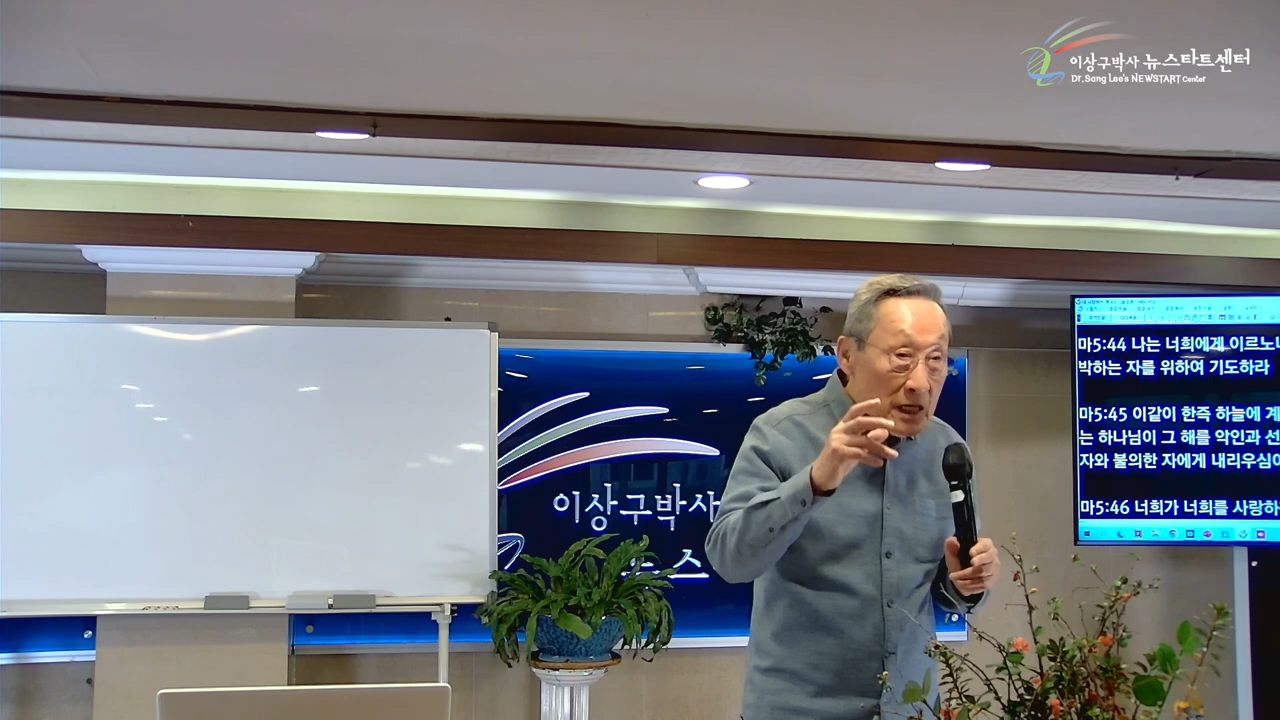 이상구박사 뉴스타트센터
Dr. Sang Lee's NEWSTART Center
이상구박사
스
마5:44 나는 너희에게 이르노니
박하는 자를 위하여 기도하라
마5:45 이같이 한즉 하늘에 계
는 하나님이 그 해를 악인과 선
자와 불의한 자에게 내리우심이
마5:46 너희가 너희를 사랑하